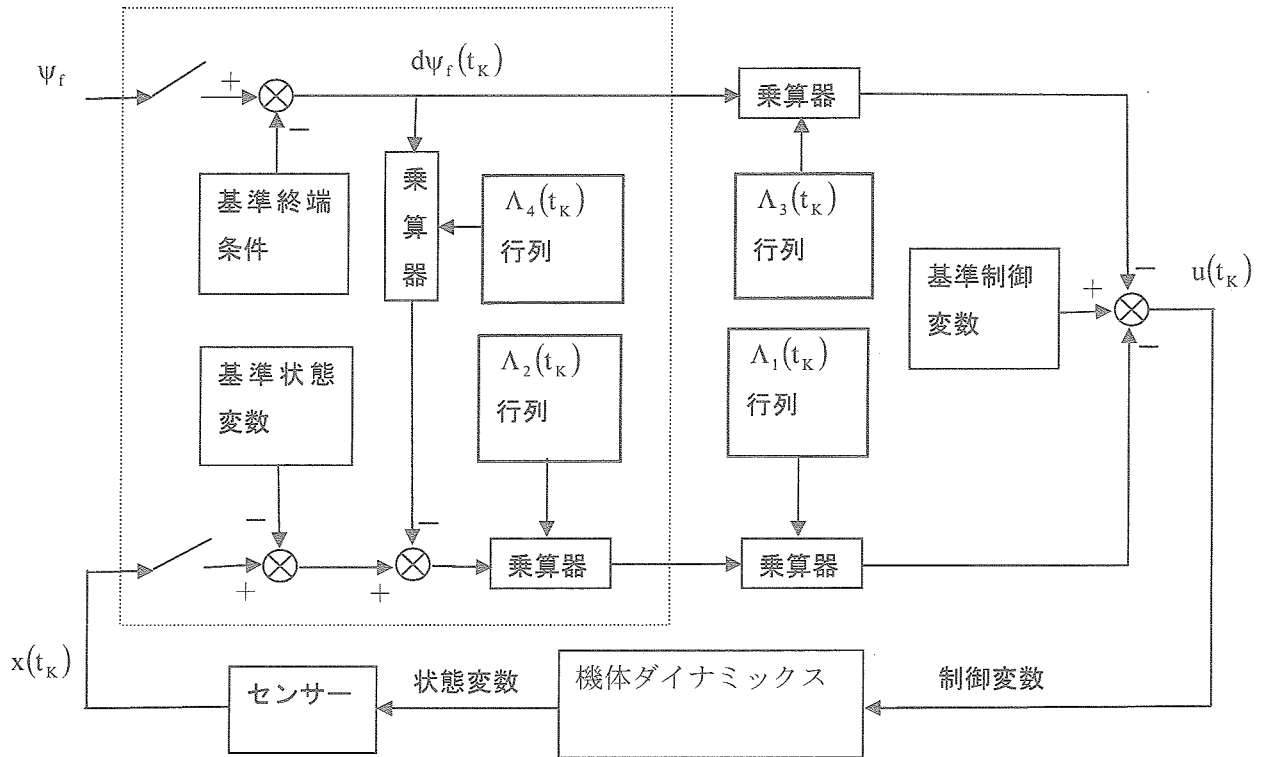 ψf
+
−
dψf(tK)
乗算器
基準終端
条件
乗
算
器
Λ4(tK)
行列
Λ3(tK)
行列
基準制御
変数
+
−
−
u(tK)
基準状態
変数
Λ2(tK)
行列
Λ1(tK)
行列
−
−
+
+
乗算器
乗算器
x(tK)
センサー
状態変数
機体ダイナミックス
制御変数